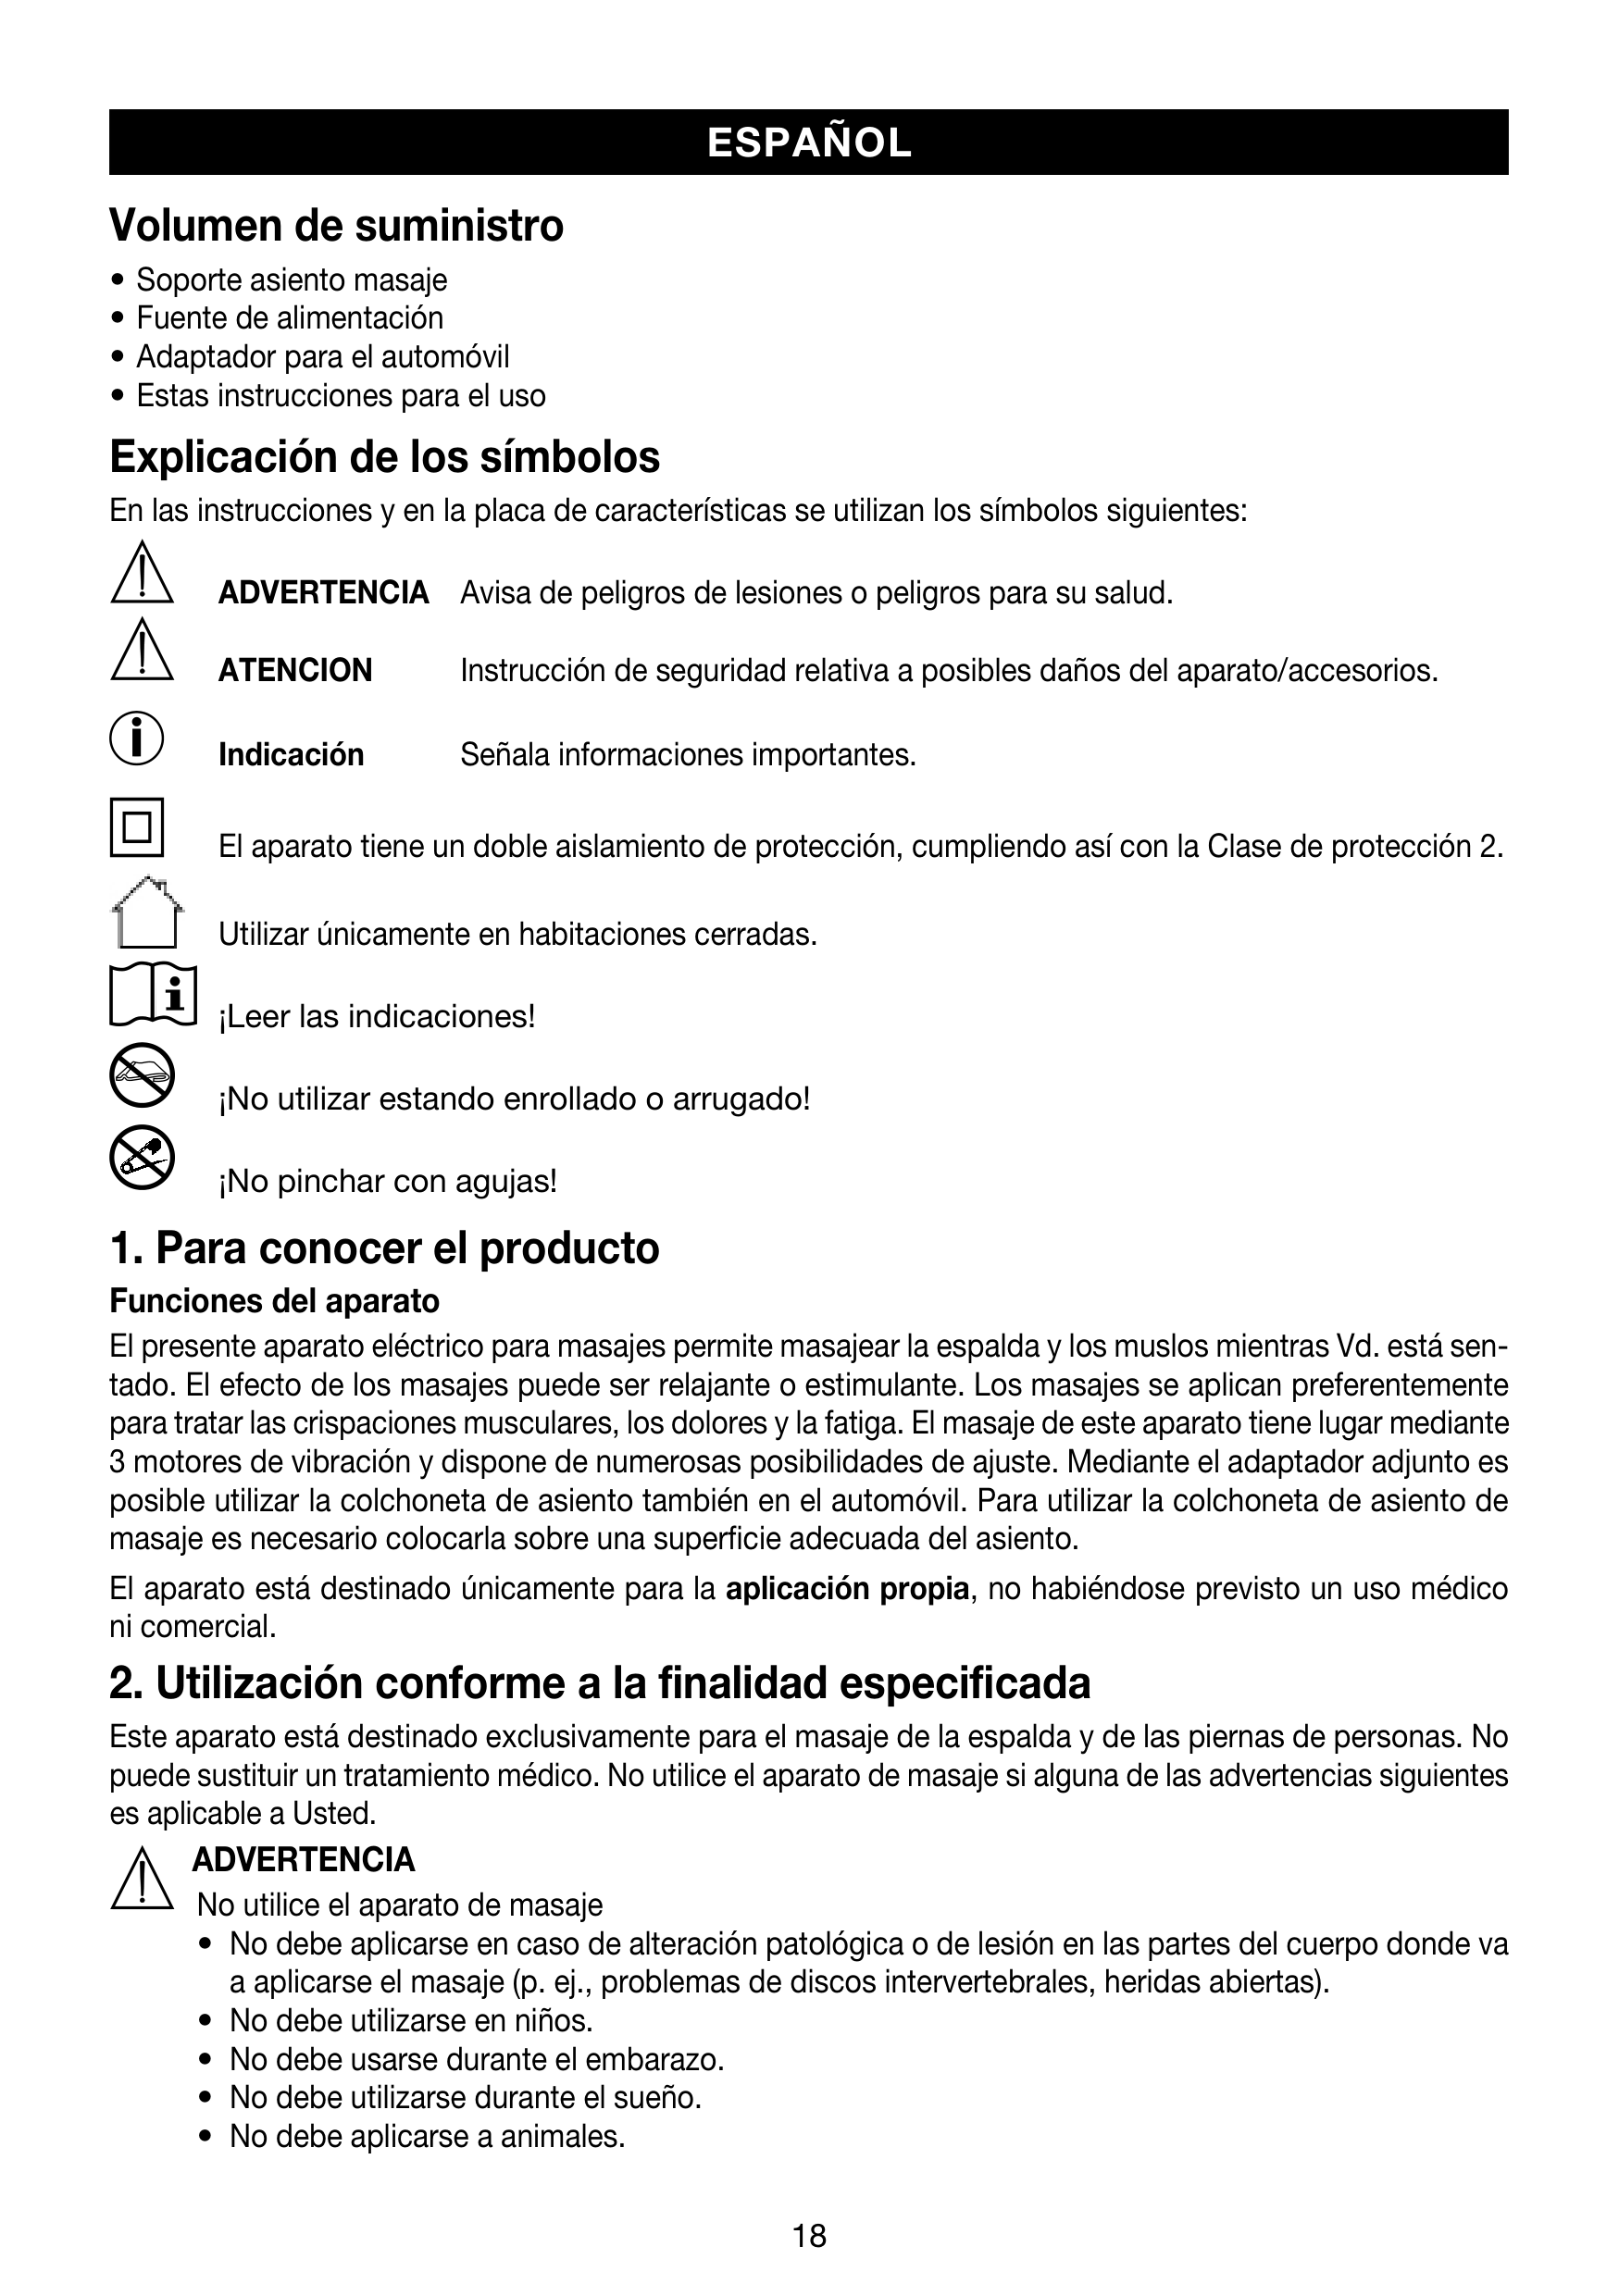 ESPAÑOL
Volumen de suministro
• Soporte asiento masaje
• Fuente de alimentación
• Adaptador para el automóvil
• Estas instrucciones para el uso
Explicación de los símbolos
En las instrucciones y en la placa de características se utilizan los símbolos siguientes:
ADVERTENCIA Avisa de peligros de lesiones o peligros para su salud.
ATENCION Instrucción de seguridad relativa a posibles daños del aparato/accesorios.
Indicación Señala informaciones importantes.
El aparato tiene un doble aislamiento de protección, cumpliendo así con la Clase de protección 2.
Utilizar únicamente en habitaciones cerradas.
¡Leer las indicaciones!
¡No utilizar estando enrollado o arrugado!
¡No pinchar con agujas!
1. Para conocer el producto
Funciones del aparato
El presente aparato eléctrico para masajes permite masajear la espalda y los muslos mientras Vd. está sen-
tado. El efecto de los masajes puede ser relajante o estimulante. Los masajes se aplican preferentemente
para tratar las crispaciones musculares, los dolores y la fatiga. El masaje de este aparato tiene lugar mediante
3 motores de vibración y dispone de numerosas posibilidades de ajuste. Mediante el adaptador adjunto es
posible utilizar la colchoneta de asiento también en el automóvil. Para utilizar la colchoneta de asiento de
masaje es necesario colocarla sobre una superficie adecuada del asiento.
El aparato está destinado únicamente para la aplicación propia, no habiéndose previsto un uso médico
ni comercial.
2. Utilización conforme a la finalidad especificada
Este aparato está destinado exclusivamente para el masaje de la espalda y de las piernas de personas. No
puede sustituir un tratamiento médico. No utilice el aparato de masaje si alguna de las advertencias siguientes
es aplicable a Usted.
ADVERTENCIA
No utilice el aparato de masaje
• No debe aplicarse en caso de alteración patológica o de lesión en las partes del cuerpo donde va
a aplicarse el masaje (p. ej., problemas de discos intervertebrales, heridas abiertas).
• No debe utilizarse en niños.
• No debe usarse durante el embarazo.
• No debe utilizarse durante el sueño.
• No debe aplicarse a animales.
18